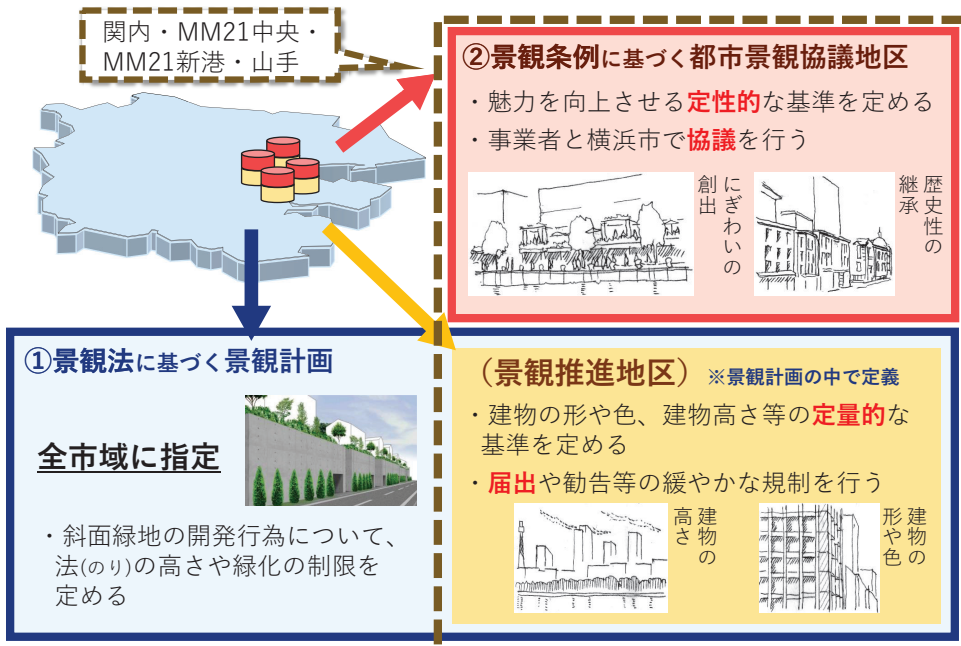 関内・MM21中央・
MM21新港・山手
②景観条例に基づく都市景観協議地区
・魅力を向上させる定性的な基準を定める
・事業者と横浜市で協議を行う
にぎわいの
創出
歴史性の
継承
①景観法に基づく景観計画
全市域に指定
・斜面緑地の開発行為について、
法(のり)の高さや緑化の制限を
定める
（景観推進地区）※景観計画の中で定義
・建物の形や色、建物高さ等の定量的な
基準を定める
・届出や勧告等の緩やかな規制を行う
建物の
高さ
建物の
形や色